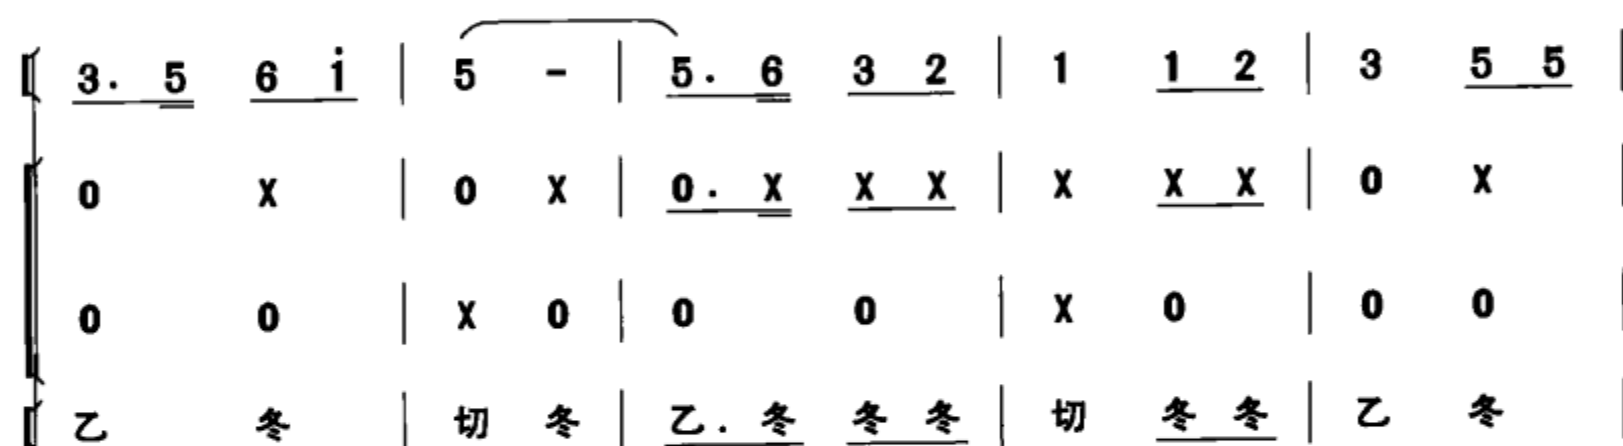 3. 5 6 i | 5 - | 5. 6 3 2 | 1 1 2 | 3 5 5 |
0 X | 0 X | 0. X X X | X X X | 0 X |
0 0 | X 0 | 0 0 | X 0 | 0 0 |
乙 冬 | 切 冬 | 乙. 冬 冬 冬 | 切 冬 冬 | 乙 冬